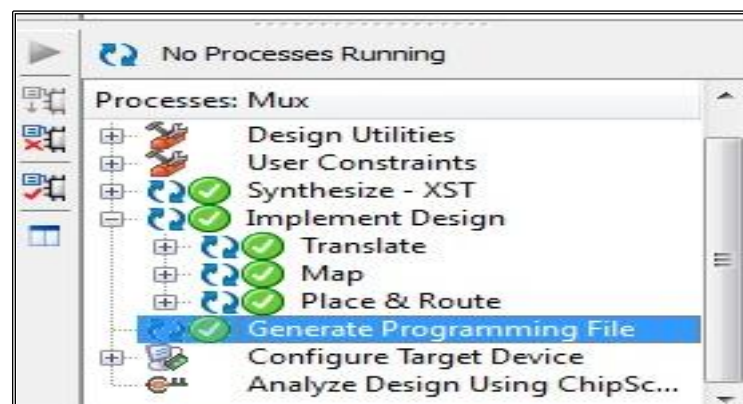 No Processes Running
Processes: Mux
Design Utilities
User Constraints
Synthesize - XST
Implement Design
Translate
Map
Place & Route
Generate Programming File
Configure Target Device
Analyze Design Using ChipSc...